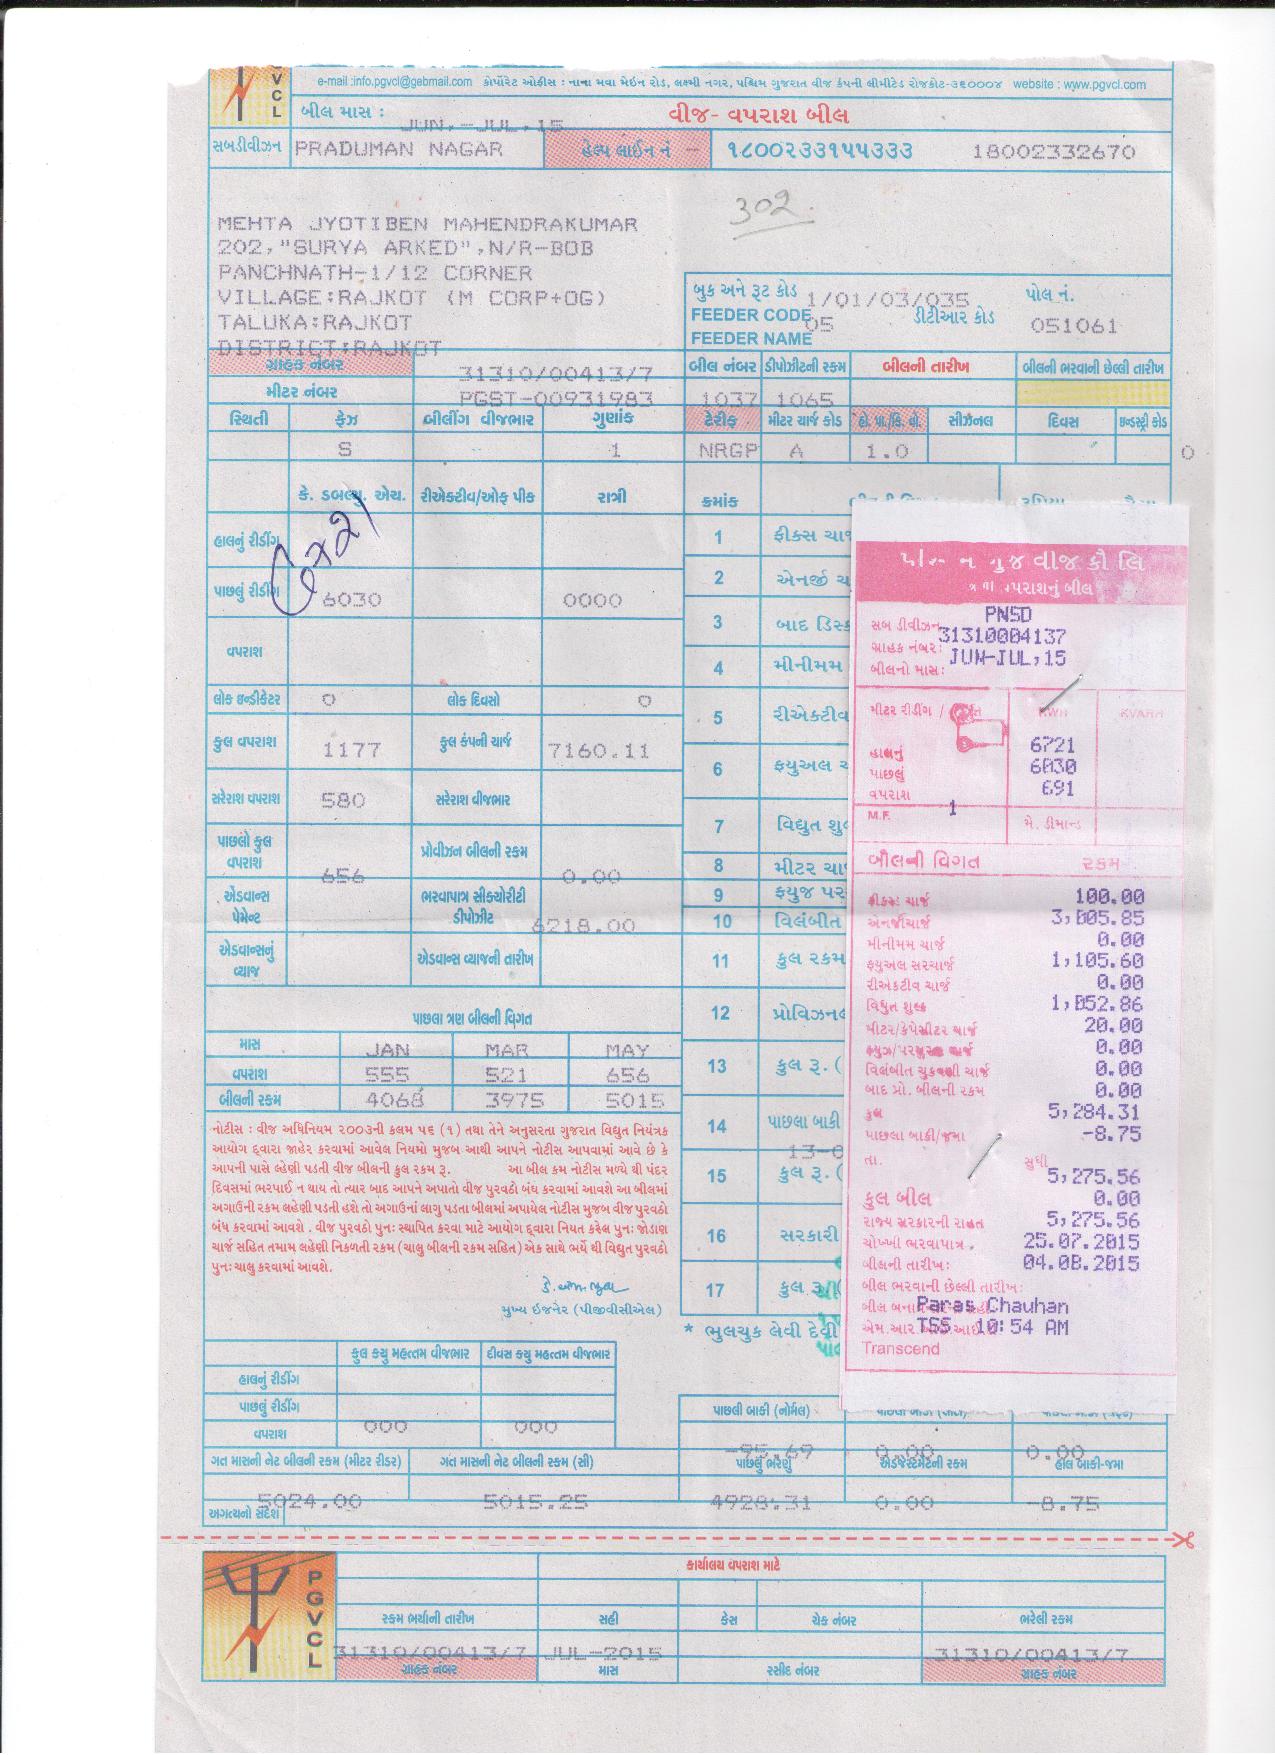 P
G
V
C
L
e-mail :info.pgvcl@gebmail.com કોર્પોરેટ ઓફીસ : નાના મવા મેઇન રોડ, લક્ષ્મી નગર, પશ્ચિમ ગુજરાત વીજ કંપની લીમીટેડ રાજકોટ-૩૬૦૦૦૪ website : www.pgvcl.com
બીલ માસ : JUN,-JUL,15 વીજ- વપરાશ બીલ
સબડીવીઝન PRADUMAN NAGAR હેલ્પ લાઈન નં - ૧૮૦૦૨૩૩૧૫૫૩૩૩ 18002332670
302
MEHTA JYOTIBEN MAHENDRAKUMAR
202,"SURYA ARKED",N/R-BOB
PANCHNATH-1/12 CORNER
VILLAGE:RAJKOT (M CORP+OG)
TALUKA:RAJKOT
DISTRICT:RAJKOT
બુક અને રૂટ કોડ 1/01/03/035 પોલ નં.
FEEDER CODE 05 ડીટીઆર કોડ 051061
FEEDER NAME
ગ્રાહક નંબર 31310/00413/7 બીલ નંબર ડીપોઝીટની રકમ બીલની તારીખ બીલની ભરવાની છેલ્લી તારીખ
મીટર નંબર PGST-00931983 1037 1065
સ્થિતી ફેઝ બીલીંગ વીજભાર ગુણાંક ટેરીફ મીટર ચાર્જ કોડ હો. પા./કિ. વો. સીઝનલ દિવસ ઇન્ડસ્ટ્રી કોડ
S 1 NRGP A 1.0 0
કે. ડબલ્યુ. એચ. રીએક્ટીવ/ઓફ પીક રાત્રી ક્રમાંક
હાલનું રીડીંગ 6721
પાછલું રીડીંગ 6030 0000
વપરાશ
લોક ઇન્ડીકેટર 0 લોક દિવસો 0
કુલ વપરાશ 1177 કુલ કંપની ચાર્જ 7160.11
સરેરાશ વપરાશ 580 સરેરાશ વીજભાર
પાછલો કુલ વપરાશ 656 પ્રોવીઝન બીલની રકમ 0.00
એડવાન્સ પેમેન્ટ ભરવાપાત્ર સીક્યોરીટી ડીપોઝીટ 6218.00
એડવાન્સનું વ્યાજ એડવાન્સ વ્યાજની તારીખ
1 ફીક્સ
2 એનર્જી
3 બાદ
4 મીનીમમ
5 રીએક્ટીવ
6 ફયુઅલ
7 વિદ્યુત
8 મીટર
9 ફયુજ
10 વિલંબીત
11 કુલ રકમ
12
13 કુલ રૂ. (
14 પાછલા બાકી
15 કુલ રૂ. (
16 સરકારી
17 કુલ રૂ
* ભુલચુક લેવી દેવી
પાછલા ત્રણ બીલની વિગત
માસ JAN MAR MAY
વપરાશ 555 521 656
બીલની રકમ 4068 3975 5015
નોટીસ : વીજ અધિનિયમ ૨૦૦૩ની કલમ ૫૬ (૧) તથા તેને અનુસરતા ગુજરાત વિદ્યુત નિયંત્રક
આયોગ દ્વારા જાહેર કરવામાં આવેલ નિયમો મુજબ આથી આપને નોટીસ આપવામાં આવે છે કે
આપની પાસે લહેણી પડતી વીજ બીલની કુલ રકમ રૂ. આ બીલ કમ નોટીસ મળ્યે થી પંદર
દિવસમાં ભરપાઈ ન થાય તો ત્યાર બાદ આપને અપાતો વીજ પુરવઠો બંધ કરવામાં આવશે આ બીલમાં
અગાઉની રકમ લહેણી પડતી હશે તો અગાઉનાં લાગુ પડતા બીલમાં અપાયેલ નોટીસ મુજબ વીજ પુરવઠો
બંધ કરવામાં આવશે . વીજ પુરવઠો પુનઃ સ્થાપિત કરવા માટે આયોગ દ્વારા નિયત કરેલ પુનઃ જોડાણ
ચાર્જ સહિત તમામ લહેણી નિકળતી રકમ (ચાલુ બીલની રકમ સહિત) એક સાથે ભર્યે થી વિદ્યુત પુરવઠો
પુનઃ ચાલુ કરવામાં આવશે.
મુખ્ય ઇજનેર (પીજીવીસીએલ)
ગુજ વીજ કાં લિ
વપરાશનું બીલ
સબ ડીવીઝન PNSD
ગ્રાહક નંબર: 31310004137
બીલનો માસ: JUN-JUL,15
મીટર રીડીંગ / KWH KVARH
હાલનું 6721
પાછલું 6030
વપરાશ 691
M.F. 1 મે. ડીમાન્ડ
બીલની વિગત રકમ
ફીક્સ ચાર્જ 100.00
એનર્જી ચાર્જ 3,005.85
મીનીમમ ચાર્જ 0.00
ફયુઅલ સરચાર્જ 1,105.60
રીએક્ટીવ ચાર્જ 0.00
વિદ્યુત શુલ્ક 1,052.86
મીટર/કેપેસીટર ચાર્જ 20.00
0.00
વિલંબીત ચુકવણી ચાર્જ 0.00
બાદ પ્રો. બીલની રકમ 0.00
કુલ 5,284.31
પાછલા બાકી/જમા -8.75
તા. સુધી
5,275.56
કુલ બીલ 0.00
રાજ્ય સરકારની રાહત 5,275.56
ચોખ્ખી ભરવાપાત્ર 25.07.2015
બીલની તારીખ: 04.08.2015
બીલ ભરવાની છેલ્લી તારીખ:
Paras Chauhan
TSS 10:54 AM
Transcend
કુલ કયુ મહત્તમ વીજભાર દીવસ કયુ મહત્તમ વીજભાર
હાલનું રીડીંગ
પાછલું રીડીંગ
વપરાશ 000 000
પાછલી બાકી (નોર્મલ)
-95.69 0.00 0.00
ગત માસની નેટ બીલની રકમ (મીટર રીડર) ગત માસની નેટ બીલની રકમ (સી) પાછલું ભરણું એડજેસ્ટમેંટની રકમ હાલ બાકી-જમા
5024.00 5015.25 4928.31 0.00 -8.75
અગત્યનો સંદેશ
P
G
V
C
L
કાર્યાલય વપરાશ માટે
રકમ ભર્યાની તારીખ સહી કેસ ચેક નંબર ભરેલી રકમ
31310/00413/7 JUL-2015 31310/00413/7
ગ્રાહક નંબર માસ રસીદ નંબર ગ્રાહક નંબર